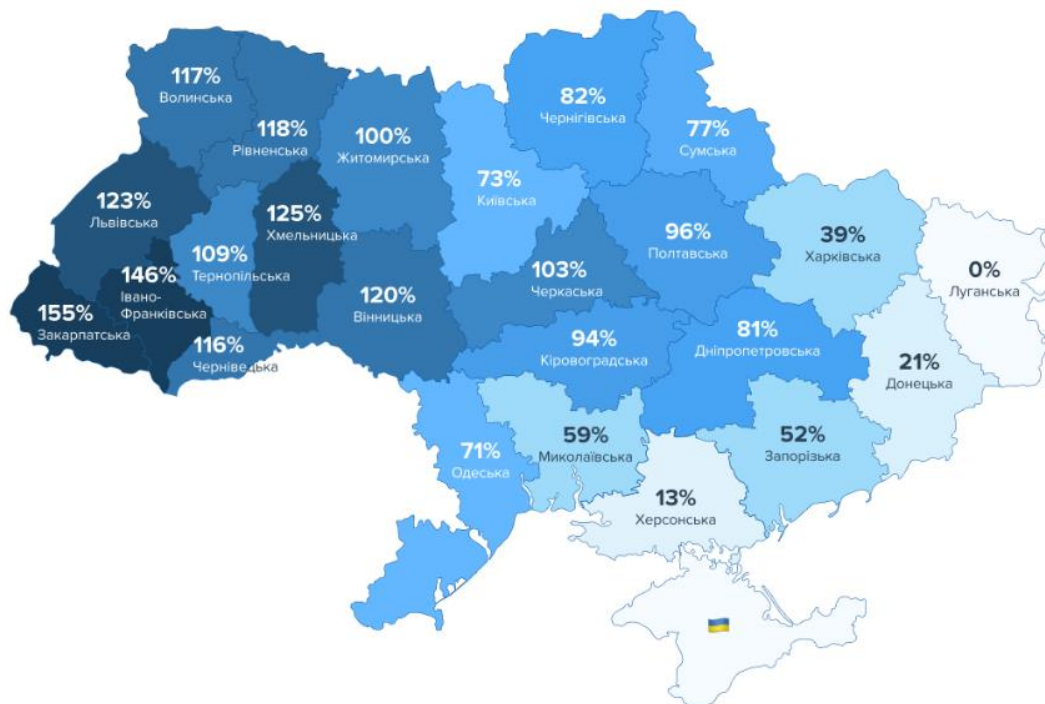 117%
Волинська
118%
Рівненська
100%
Житомирська
82%
Чернігівська
77%
Сумська
73%
Київська
123%
Львівська
109%
Тернопільська
125%
Хмельницька
96%
Полтавська
39%
Харківська
0%
Луганська
155%
Закарпатська
146%
Івано-
Франківська
116%
Чернівецька
120%
Вінницька
103%
Черкаська
94%
Кіровоградська
81%
Дніпропетровська
21%
Донецька
71%
Одеська
59%
Миколаївська
52%
Запорізька
13%
Херсонська